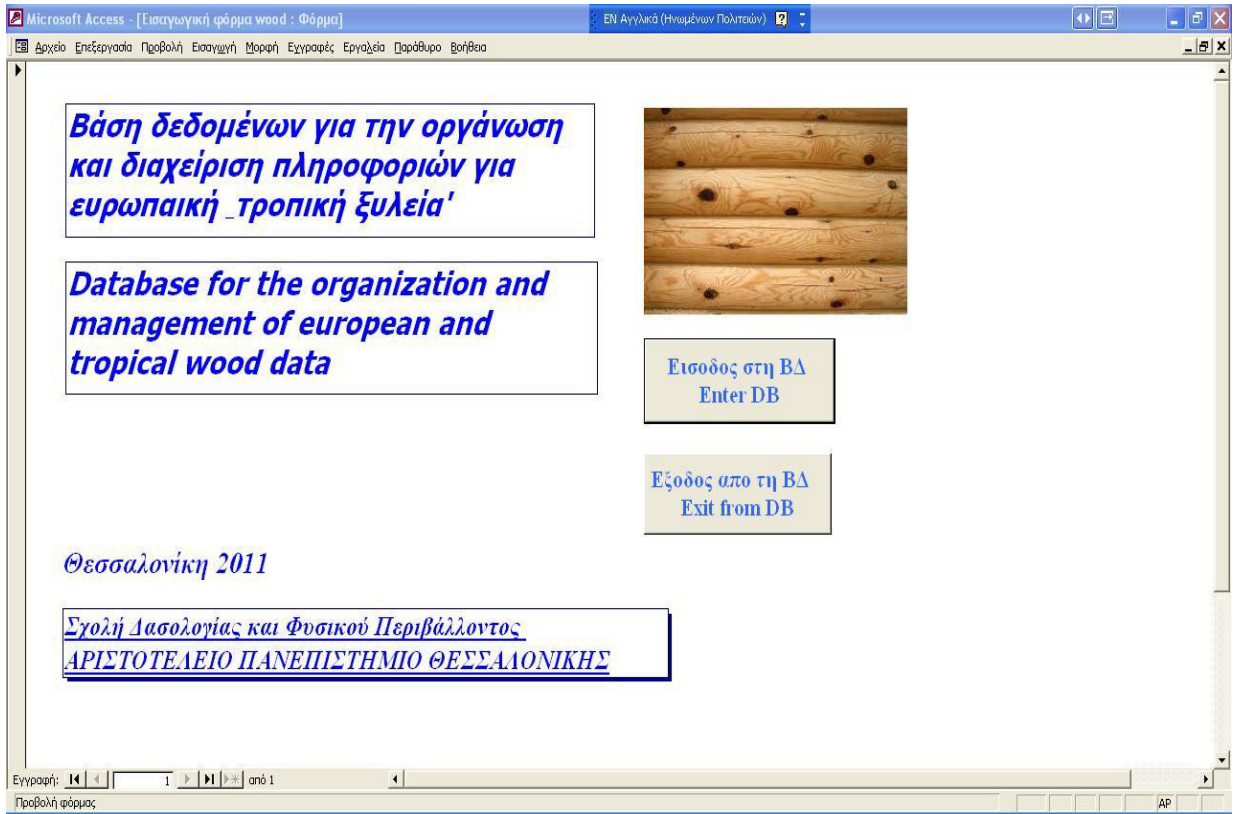 Microsoft Access - [Εισαγωγική φόρμα wood : Φόρμα]
EN Αγγλικά (Ηνωμένων Πολιτειών)
Αρχείο Επεξεργασία Προβολή Εισαγωγή Μορφή Εγγραφές Εργαλεία Παράθυρο Βοήθεια
Βάση δεδομένων για την οργάνωση
και διαχείριση πληροφοριών για
ευρωπαική _τροπική ξυλεία'
Database for the organization and
management of european and
tropical wood data
Εισοδος στη ΒΔ
Enter DB
Εξοδος απο τη ΒΔ
Exit from DB
Θεσσαλονίκη 2011
Σχολή Δασολογίας και Φυσικού Περιβάλλοντος
ΑΡΙΣΤΟΤΕΛΕΙΟ ΠΑΝΕΠΙΣΤΗΜΙΟ ΘΕΣΣΑΛΟΝΙΚΗΣ
Εγγραφή: 1 από 1
Προβολή φόρμας
ΑΡ